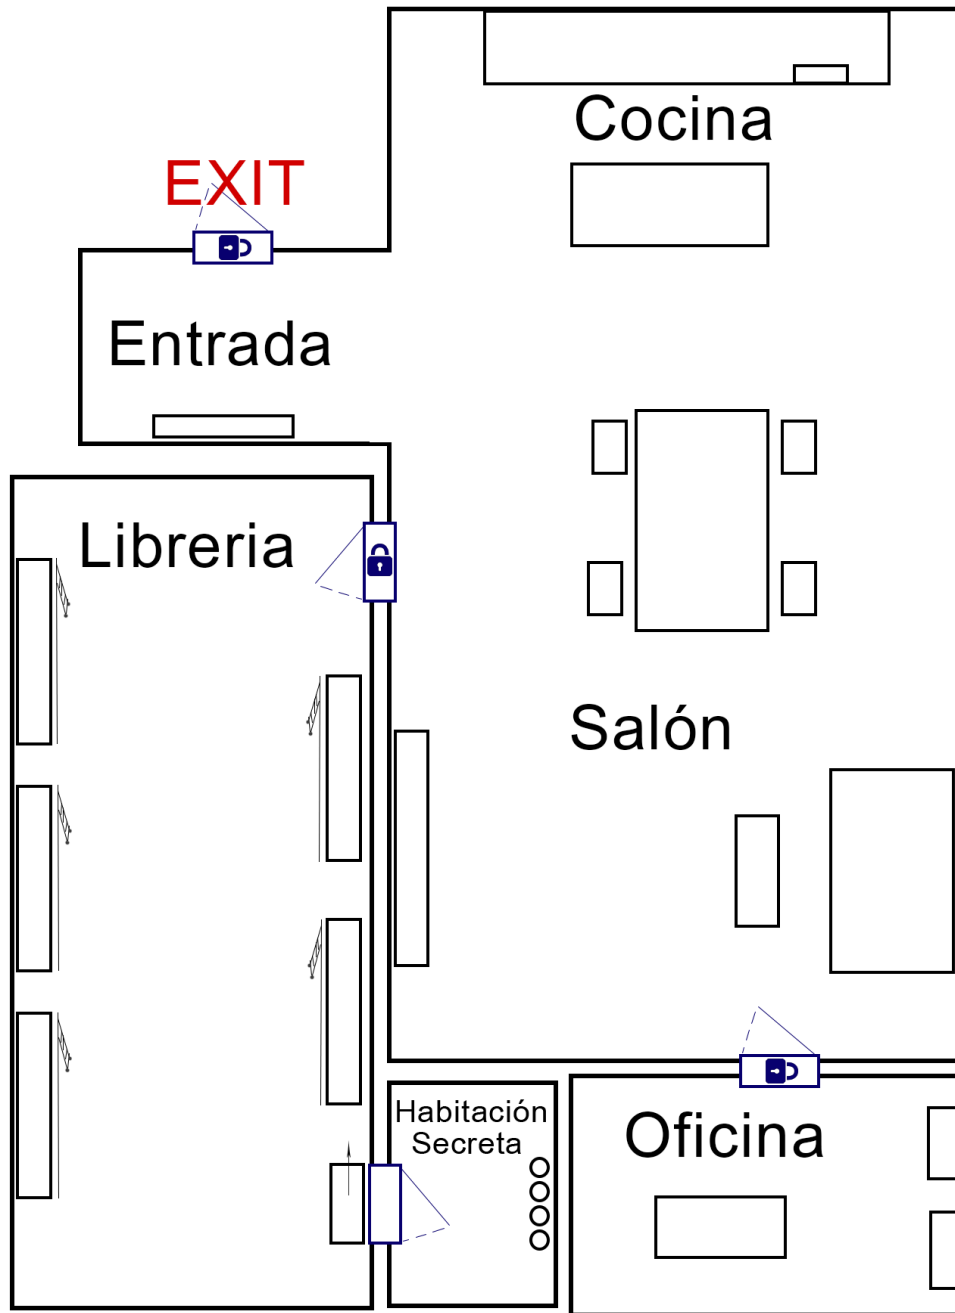 Cocina
EXIT
Entrada
Libreria
Salón
Habitación
Secreta
Oficina